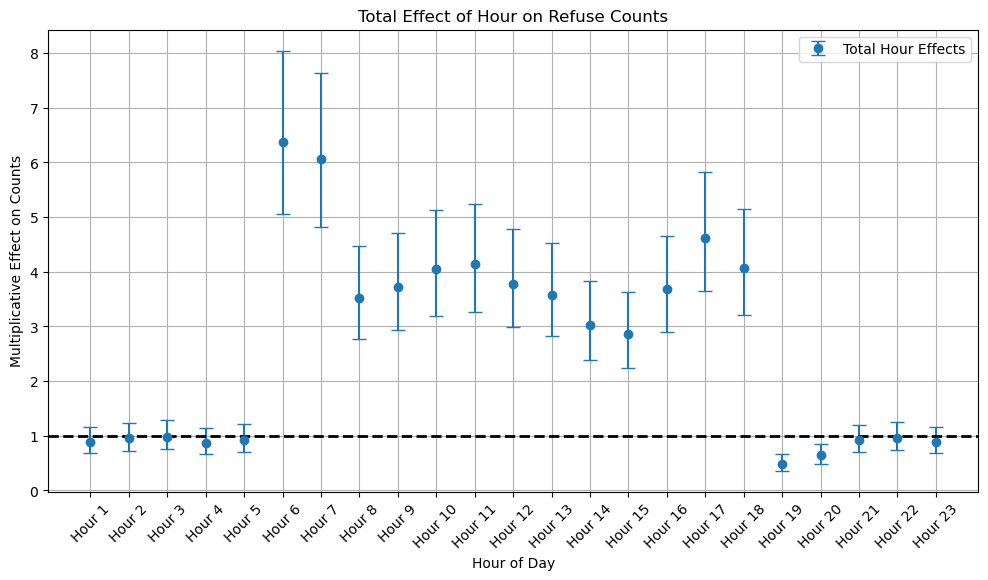 Total Effect of Hour on Refuse Counts
Total Hour Effects
Multiplicative Effect on Counts
8
7
6
5
4
3
2
1
0
Hour 1
Hour 2
Hour 3
Hour 4
Hour 5
Hour 6
Hour 7
Hour 8
Hour 9
Hour 10
Hour 11
Hour 12
Hour 13
Hour 14
Hour 15
Hour 16
Hour 17
Hour 18
Hour 19
Hour 20
Hour 21
Hour 22
Hour 23
Hour of Day